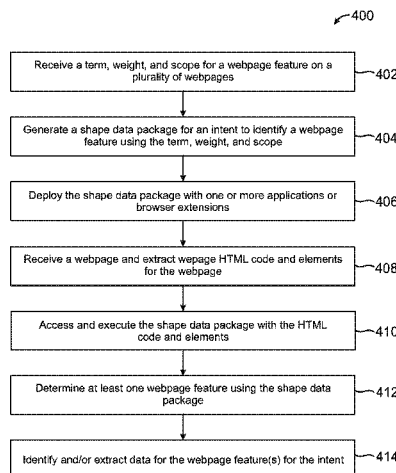 400
Receive a term, weight, and scope for a webpage feature on a
plurality of webpages
402
Generate a shape data package for an intent to identify a webpage
feature using the term, weight, and scope
404
Deploy the shape data package with one or more applications or
browser extensions
406
Receive a webpage and extract wepage HTML code and elements
for the webpage
408
Access and execute the shape data package with the HTML
code and elements
410
Determine at least one webpage feature using the shape data
package
412
Identify and/or extract data for the webpage feature(s) for the intent
414